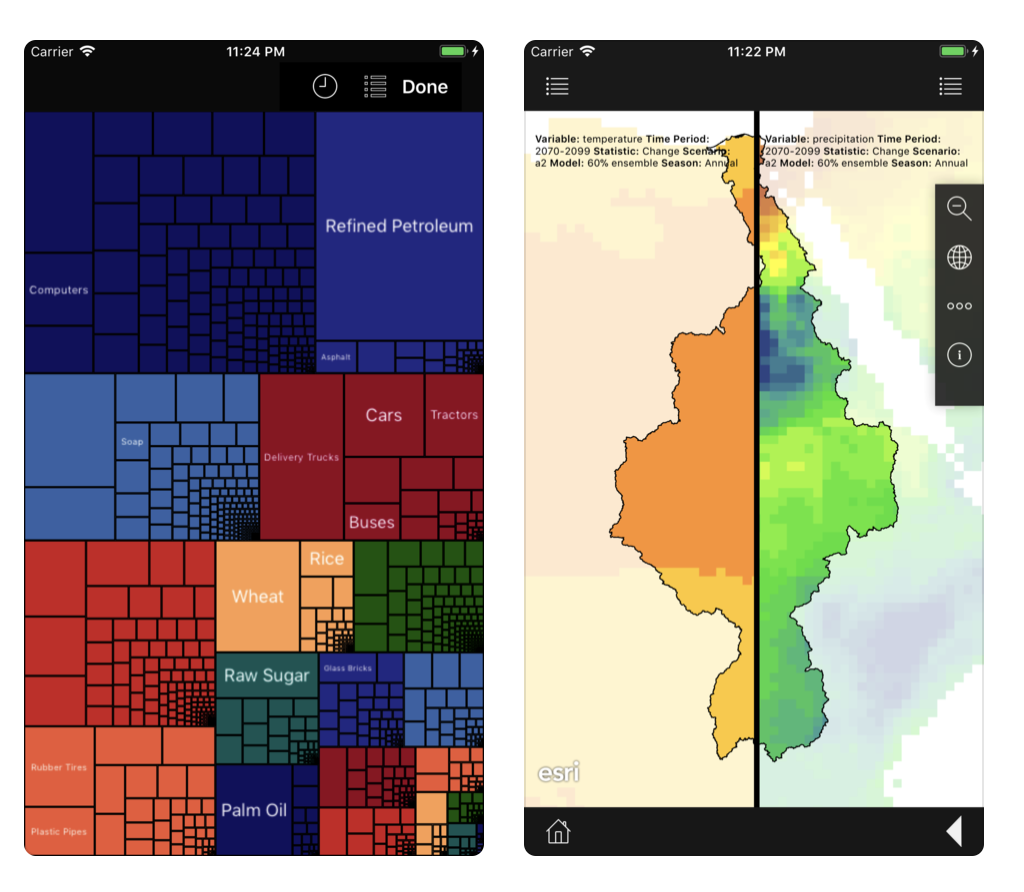 Carrier 11:24 PM
Done
Refined Petroleum
Computers
Asphalt
Cars
Tractors
Soap
Delivery Trucks
Buses
Rice
Wheat
Raw Sugar
Glass Bricks
Rubber Tires
Palm Oil
Plastic Pipes
Carrier 11:22 PM
Variable: temperature Time Period:
2070-2099 Statistic: Change Scenario:
a2 Model: 60% ensemble Season: Annual
Variable: precipitation Time Period:
2070-2099 Statistic: Change Scenario:
a2 Model: 60% ensemble Season: Annual
esri